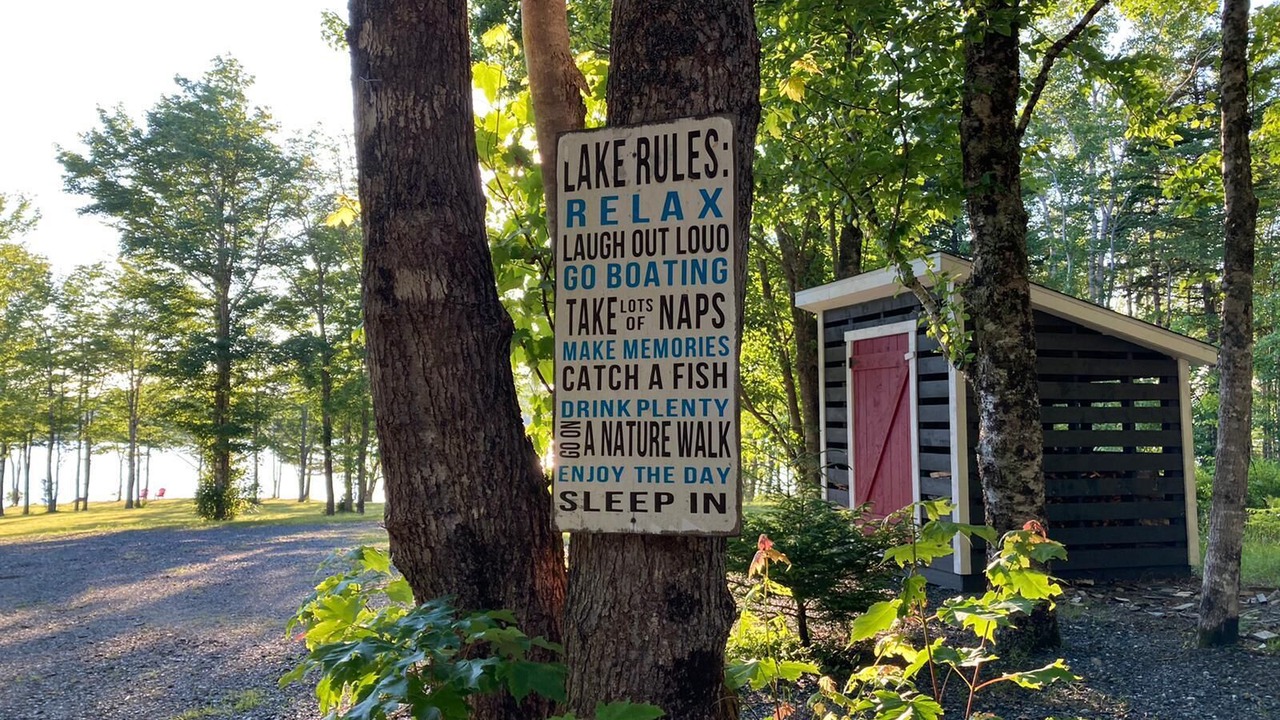 LAKE RULES:
RELAX
LAUGH OUT LOUD
GO BOATING
TAKE LOTS OF NAPS
MAKE MEMORIES
CATCH A FISH
DRINK PLENTY
GO ON A NATURE WALK
ENJOY THE DAY
SLEEP IN